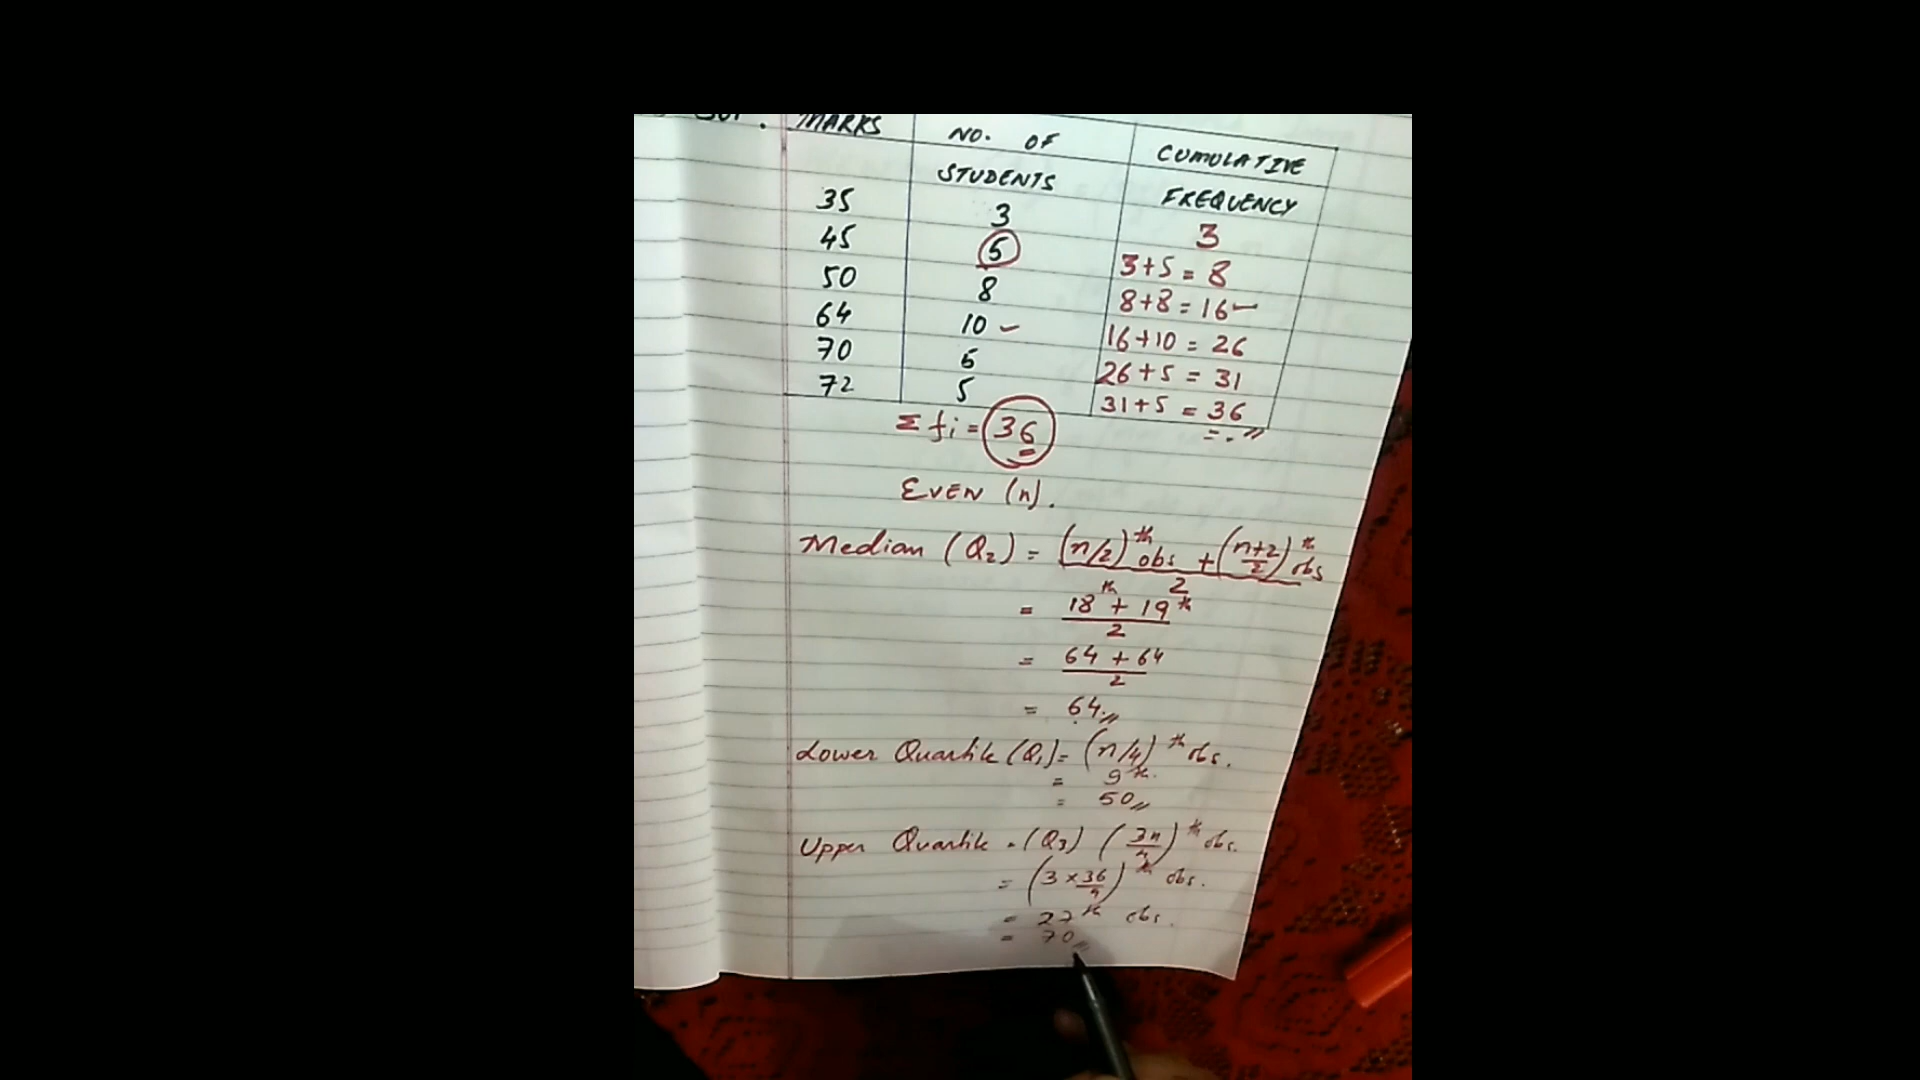 MARKS NO. OF CUMULATIVE
STUDENTS FREQUENCY
35 3 3
45 5 3+5 = 8
50 8 8+8 = 16
64 10 16+10 = 26
70 5 26+5 = 31
72 5 31+5 = 36
Σ fi = 36
EVEN (n).
Median (Q₂) = (n/2)th obs + (n+2/2)th obs
2
= 18th + 19th
2
= 64 + 64
2
= 64
Lower Quartile (Q₁) = (n/4)th obs.
= 9th.
= 50
Upper Quartile . (Q₃) (3n/4)th obs.
= (3 × 36/4)th obs.
= 27th obs.
= 70